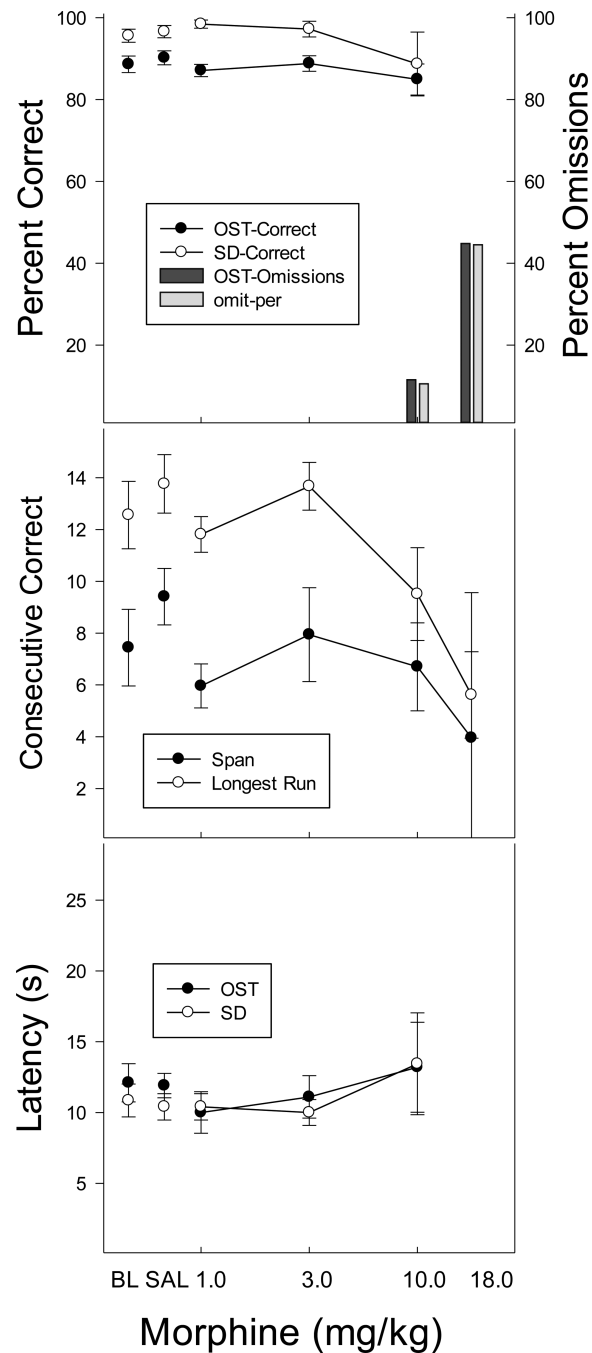 100
80
60
40
20
Percent Correct
100
80
60
40
20
Percent Omissions
OST-Correct
SD-Correct
OST-Omissions
omit-per
14
12
10
8
6
4
2
Consecutive Correct
Span
Longest Run
25
20
15
10
5
Latency (s)
OST
SD
BL SAL 1.0 3.0 10.0 18.0
Morphine (mg/kg)